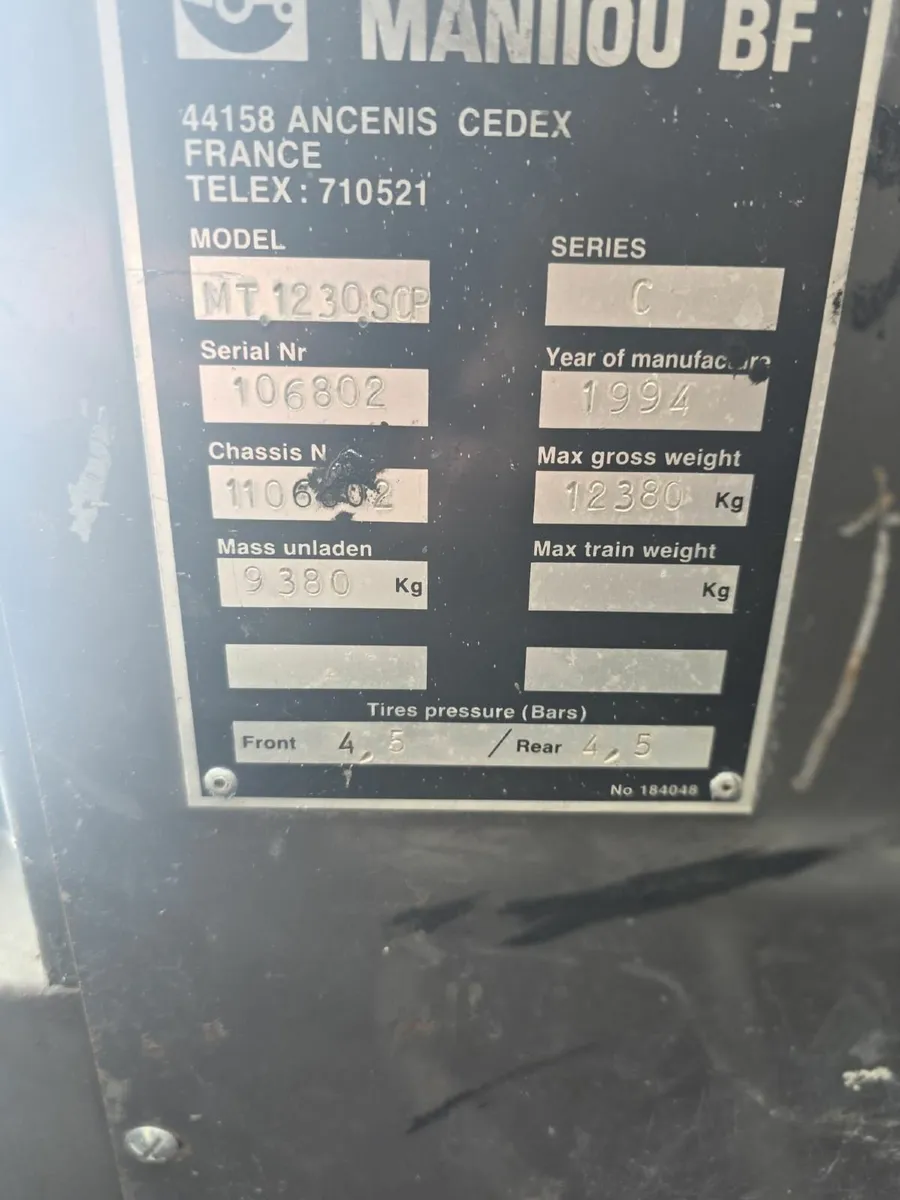 MANITOU BF
44158 ANCENIS CEDEX
FRANCE
TELEX: 710521
MODEL
MT.1230.SCP
SERIES
C
Serial Nr
106802
Year of manufacture
1994
Chassis N
Max gross weight
12380 Kg
Mass unladen
9380 Kg
Max train weight
Kg
Tires pressure (Bars)
Front 4,5 / Rear 4,5
No 184048